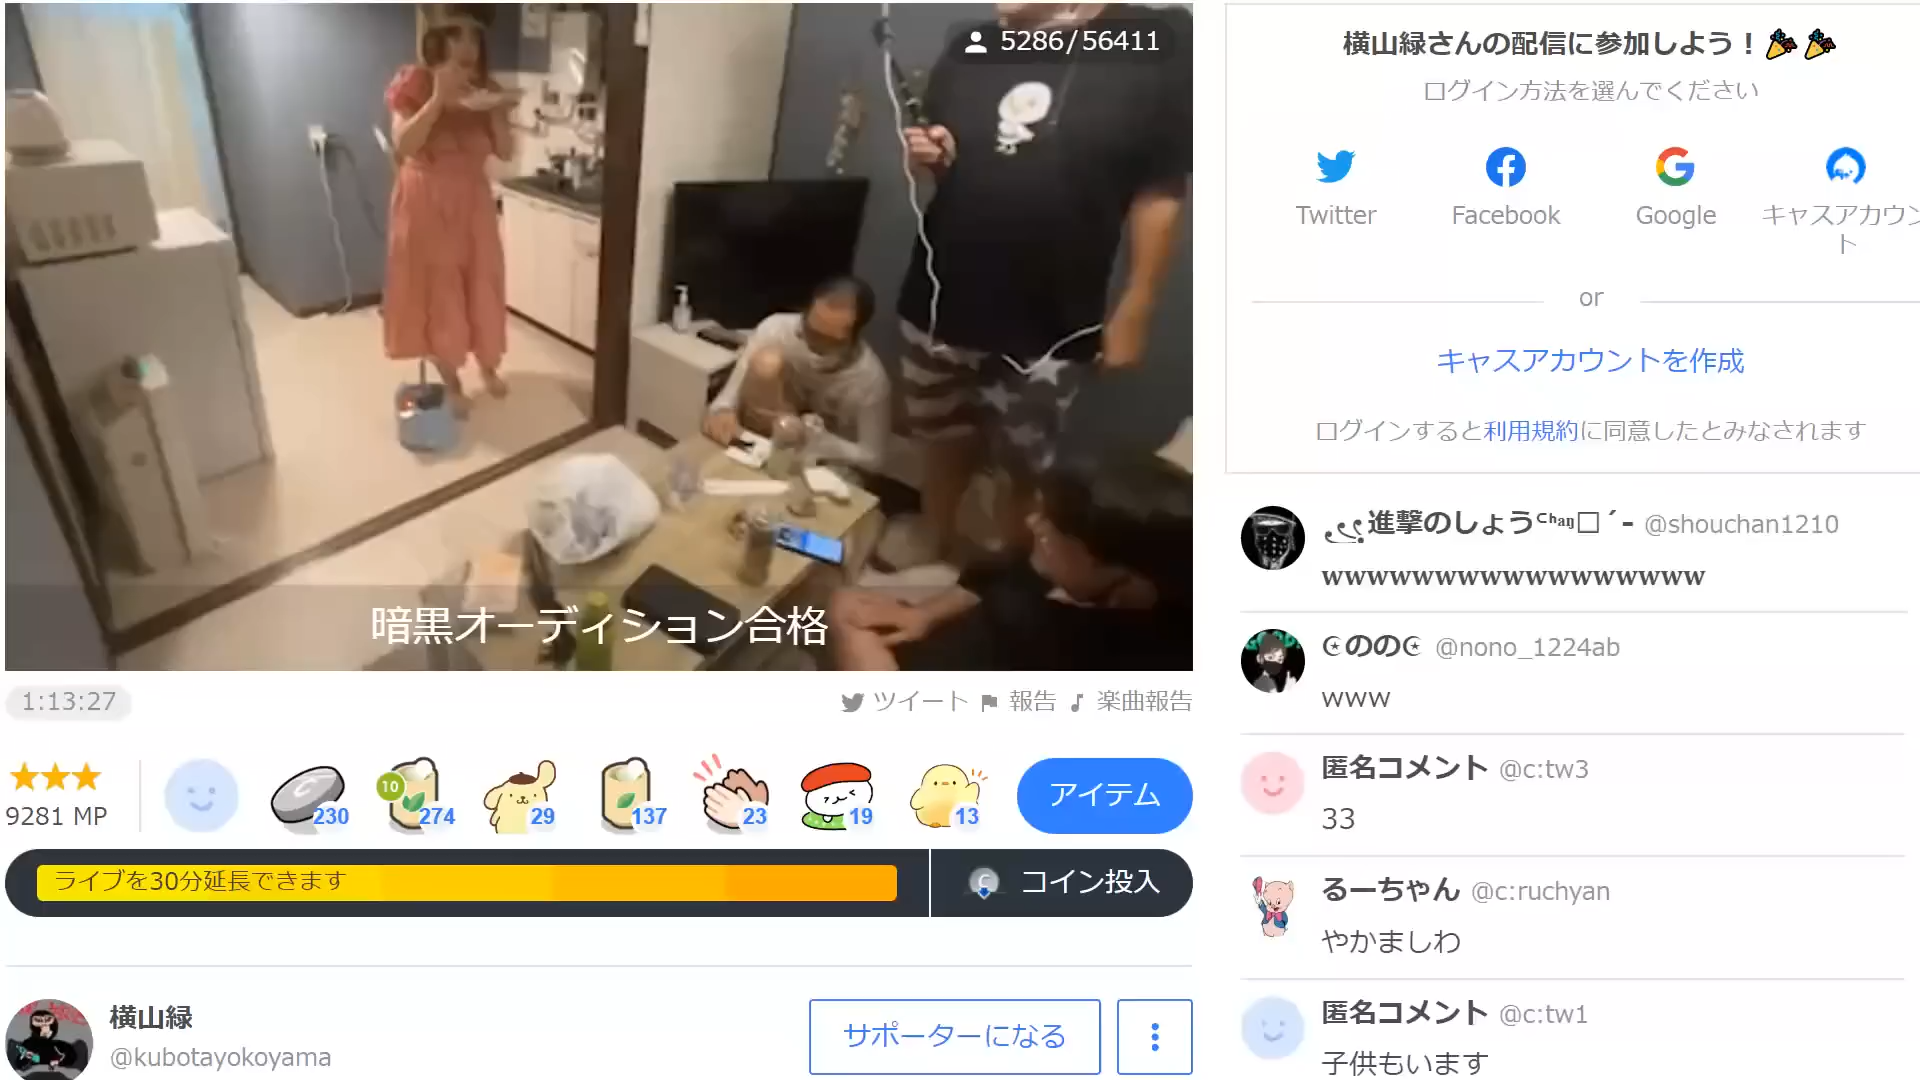 5286/56411
暗黒オーディション合格
1:13:27
ツイート 報告 楽曲報告
9281 MP
230
10
274
29
137
23
19
13
アイテム
ライブを30分延長できます
コイン投入
横山緑
@kubotayokoyama
サポーターになる
横山緑さんの配信に参加しよう！🎉🎉
ログイン方法を選んでください
Twitter
Facebook
Google
キャスアカウン
ト
or
キャスアカウントを作成
ログインすると利用規約に同意したとみなされます
進撃のしょうᶜʰᵃᵑ□´- @shouchan1210
wwwwwwwwwwwwwwwww
☪のの☪ @nono_1224ab
www
匿名コメント @c:tw3
33
るーちゃん @c:ruchyan
やかましわ
匿名コメント @c:tw1
子供もいます